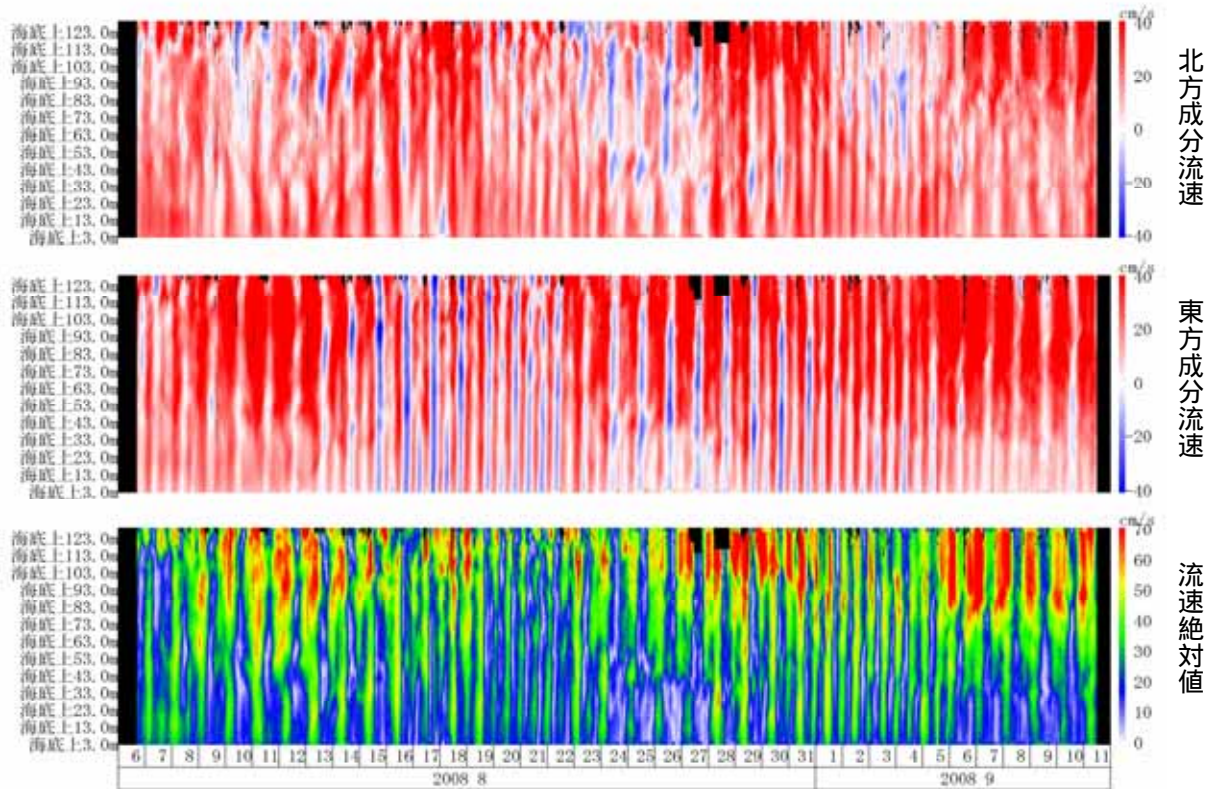 cm/s
海底上123.0m
海底上113.0m
海底上103.0m
海底上93.0m
海底上83.0m
海底上73.0m
海底上63.0m
海底上53.0m
海底上43.0m
海底上33.0m
海底上23.0m
海底上13.0m
海底上3.0m
40
20
0
-20
-40
北方成分流速
cm/s
海底上123.0m
海底上113.0m
海底上103.0m
海底上93.0m
海底上83.0m
海底上73.0m
海底上63.0m
海底上53.0m
海底上43.0m
海底上33.0m
海底上23.0m
海底上13.0m
海底上3.0m
40
20
0
-20
-40
東方成分流速
cm/s
海底上123.0m
海底上113.0m
海底上103.0m
海底上93.0m
海底上83.0m
海底上73.0m
海底上63.0m
海底上53.0m
海底上43.0m
海底上33.0m
海底上23.0m
海底上13.0m
海底上3.0m
70
60
50
40
30
20
10
0
流速絶対値
6 7 8 9 10 11 12 13 14 15 16 17 18 19 20 21 22 23 24 25 26 27 28 29 30 31 1 2 3 4 5 6 7 8 9 10 11
2008 8 2008 9